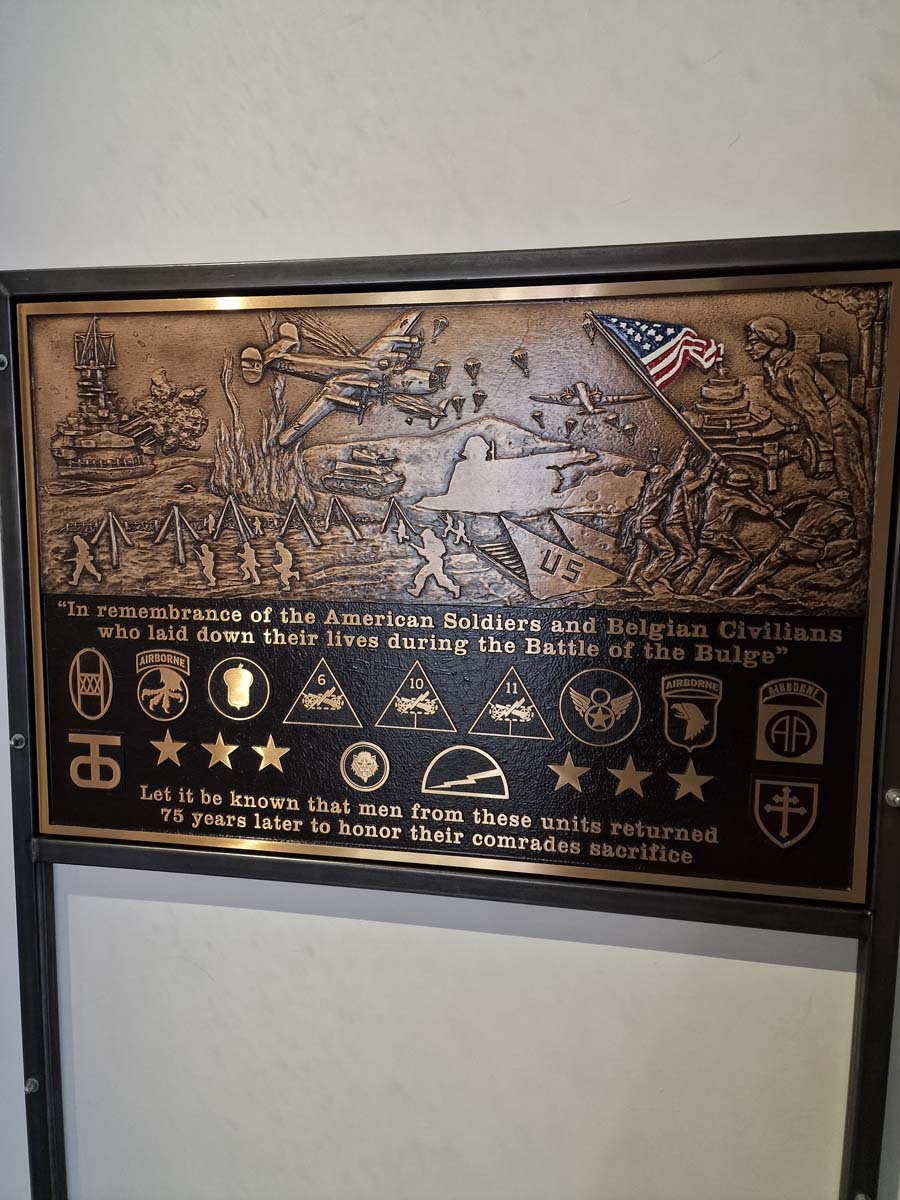 US
"In remembrance of the American Soldiers and Belgian Civilians
who laid down their lives during the Battle of the Bulge"
AIRBORNE
6
10
11
8
AIRBORNE
AIRBORNE
AA
Let it be known that men from these units returned
75 years later to honor their comrades sacrifice